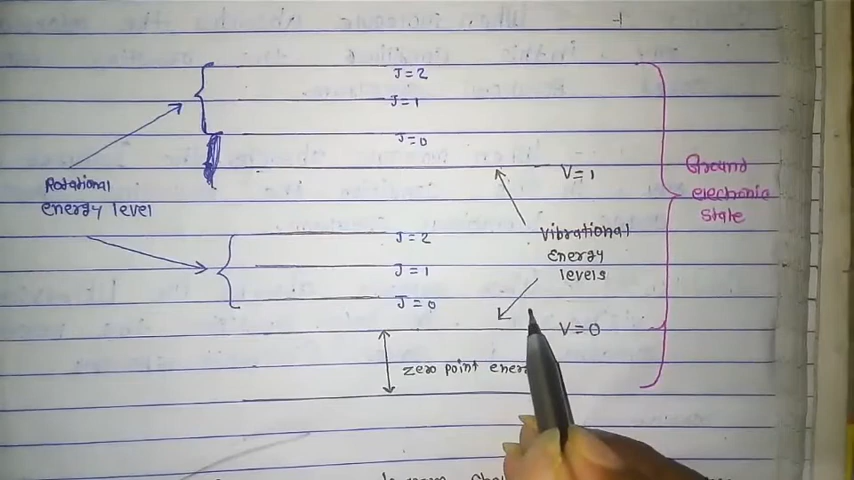 J=2
J=1
J=0
V=1
Rotational
energy level
Ground
electronic
state
J=2
Vibrational
energy
levels
J=1
J=0
V=0
zero point